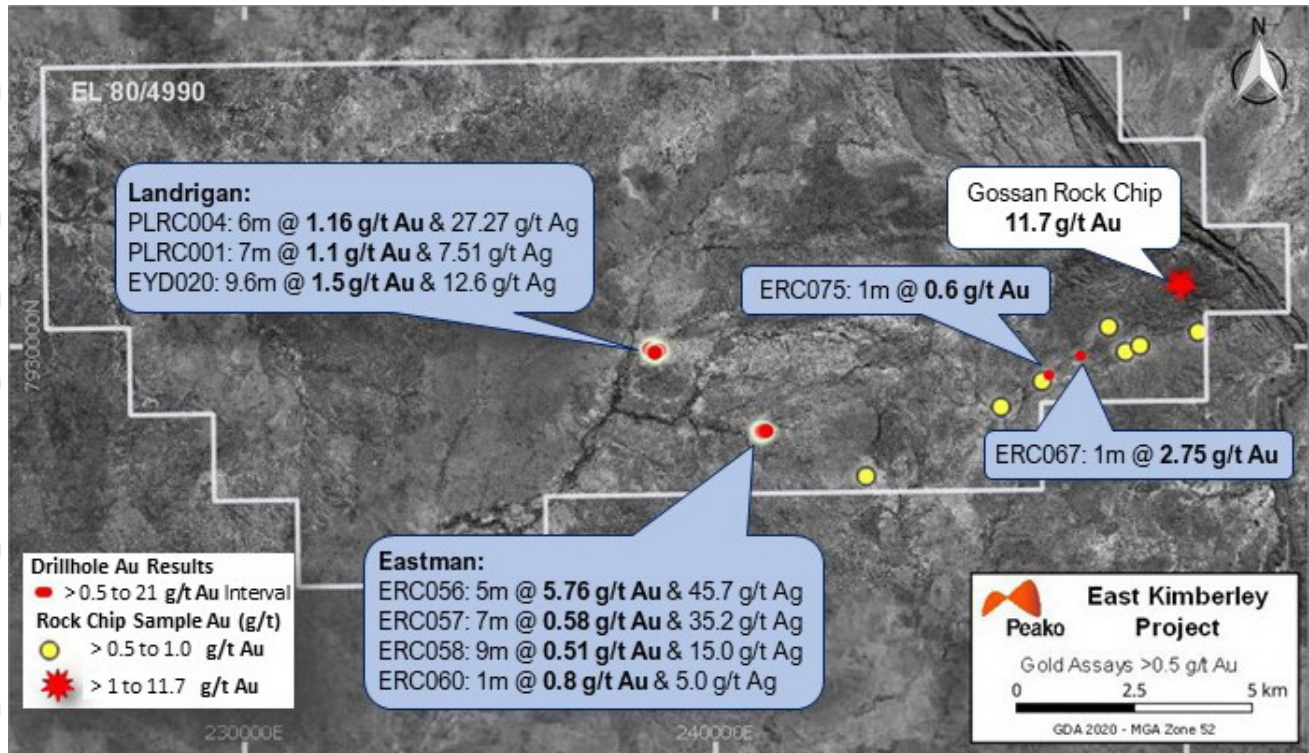 N
EL 80/4990
Landrigan:
PLRC004: 6m @ 1.16 g/t Au & 27.27 g/t Ag
PLRC001: 7m @ 1.1 g/t Au & 7.51 g/t Ag
EYD020: 9.6m @ 1.5 g/t Au & 12.6 g/t Ag
Gossan Rock Chip
11.7 g/t Au
ERC075: 1m @ 0.6 g/t Au
7930000N
ERC067: 1m @ 2.75 g/t Au
Eastman:
ERC056: 5m @ 5.76 g/t Au & 45.7 g/t Ag
ERC057: 7m @ 0.58 g/t Au & 35.2 g/t Ag
ERC058: 9m @ 0.51 g/t Au & 15.0 g/t Ag
ERC060: 1m @ 0.8 g/t Au & 5.0 g/t Ag
Drillhole Au Results
> 0.5 to 21 g/t Au Interval
Rock Chip Sample Au (g/t)
> 0.5 to 1.0 g/t Au
> 1 to 11.7 g/t Au
230000E
240000E
Peako
East Kimberley
Project
Gold Assays >0.5 g/t Au
0 2.5 5 km
GDA 2020 - MGA Zone 52